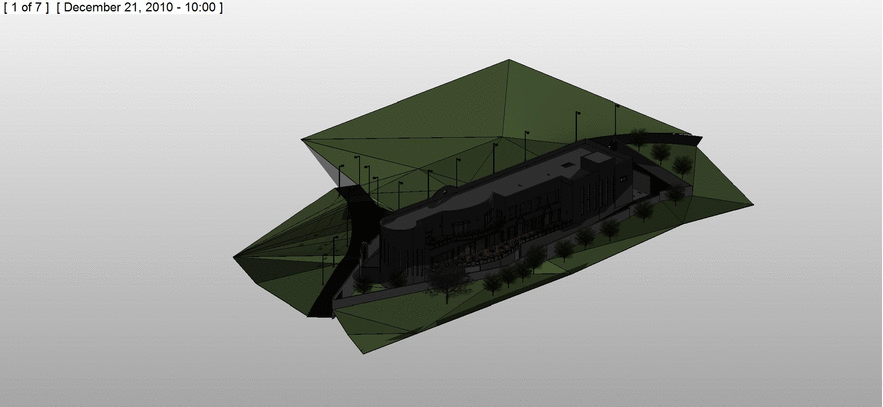 [ 1 of 7 ] [ December 21, 2010 - 10:00 ]